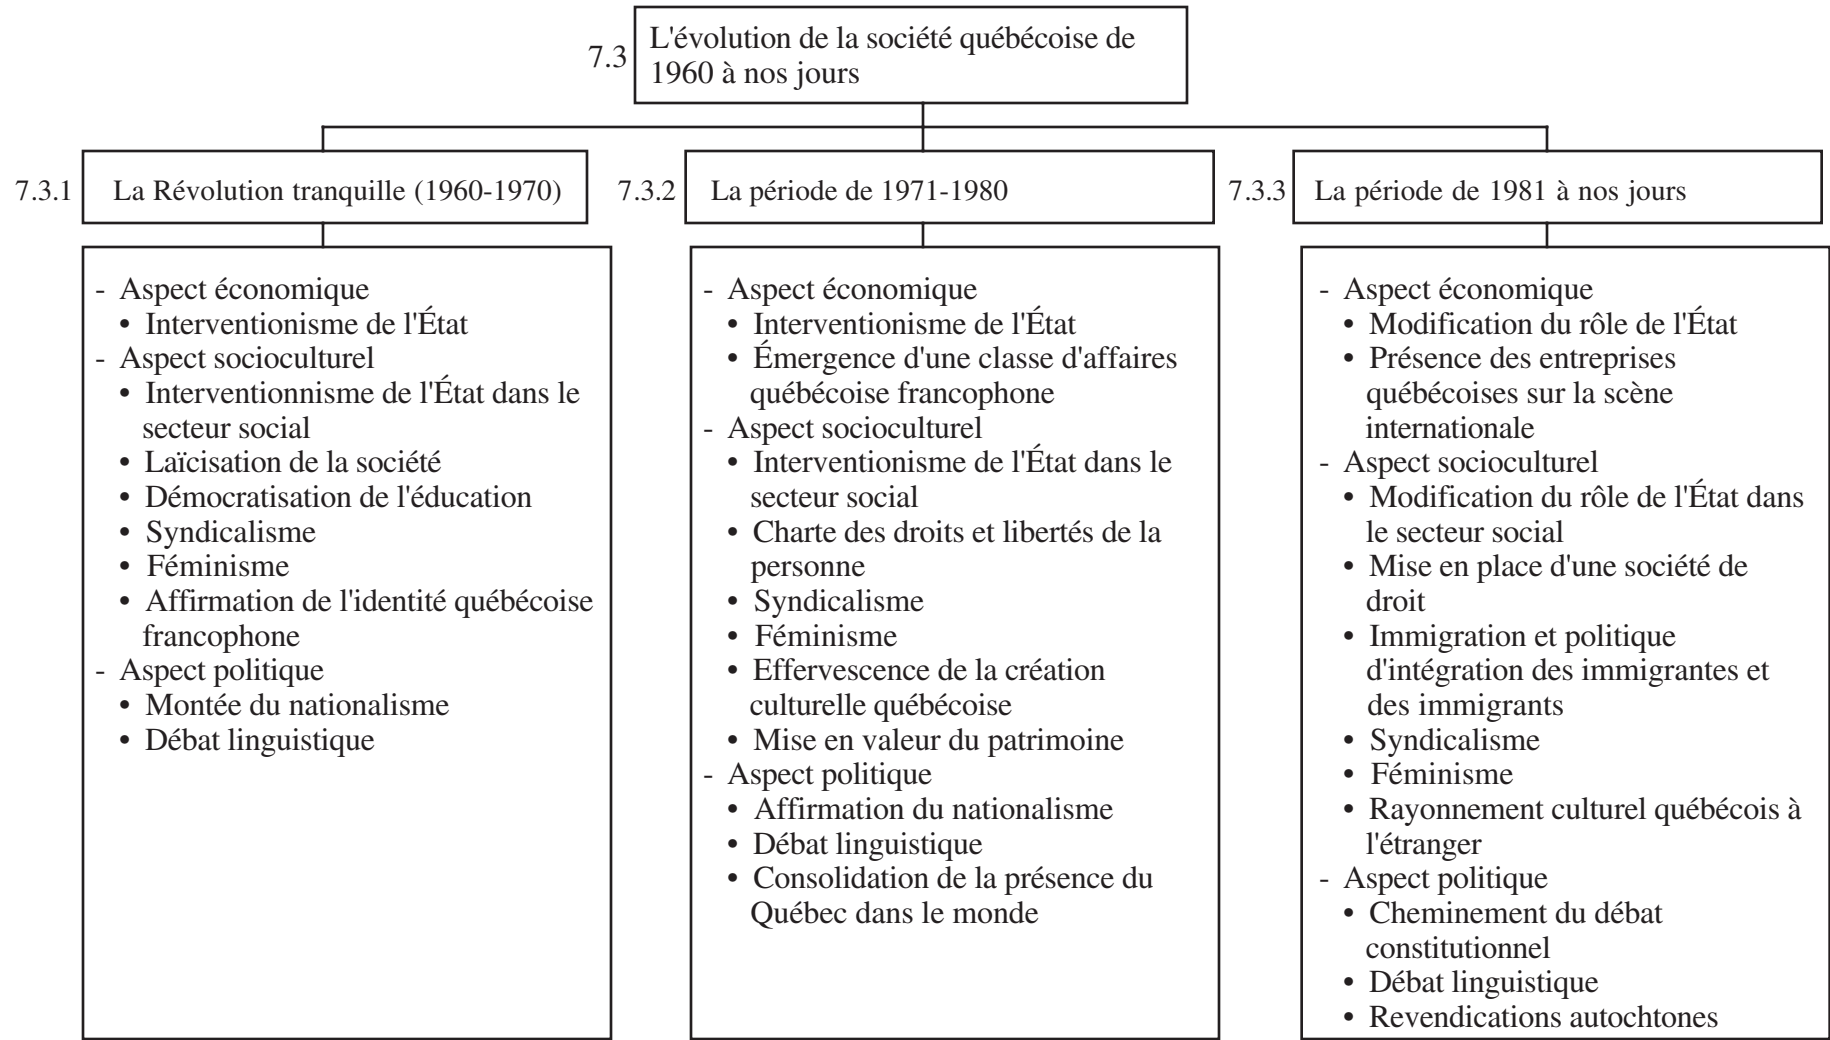 7.3
L'évolution de la société québécoise de
1960 à nos jours
7.3.1
La Révolution tranquille (1960-1970)
- Aspect économique
• Interventionisme de l'État
- Aspect socioculturel
• Interventionnisme de l'État dans le
secteur social
• Laïcisation de la société
• Démocratisation de l'éducation
• Syndicalisme
• Féminisme
• Affirmation de l'identité québécoise
francophone
- Aspect politique
• Montée du nationalisme
• Débat linguistique
7.3.2
La période de 1971-1980
- Aspect économique
• Interventionisme de l'État
• Émergence d'une classe d'affaires
québécoise francophone
- Aspect socioculturel
• Interventionisme de l'État dans le
secteur social
• Charte des droits et libertés de la
personne
• Syndicalisme
• Féminisme
• Effervescence de la création
culturelle québécoise
• Mise en valeur du patrimoine
- Aspect politique
• Affirmation du nationalisme
• Débat linguistique
• Consolidation de la présence du
Québec dans le monde
7.3.3
La période de 1981 à nos jours
- Aspect économique
• Modification du rôle de l'État
• Présence des entreprises
québécoises sur la scène
internationale
- Aspect socioculturel
• Modification du rôle de l'État dans
le secteur social
• Mise en place d'une société de
droit
• Immigration et politique
d'intégration des immigrantes et
des immigrants
• Syndicalisme
• Féminisme
• Rayonnement culturel québécois à
l'étranger
- Aspect politique
• Cheminement du débat
constitutionnel
• Débat linguistique
• Revendications autochtones